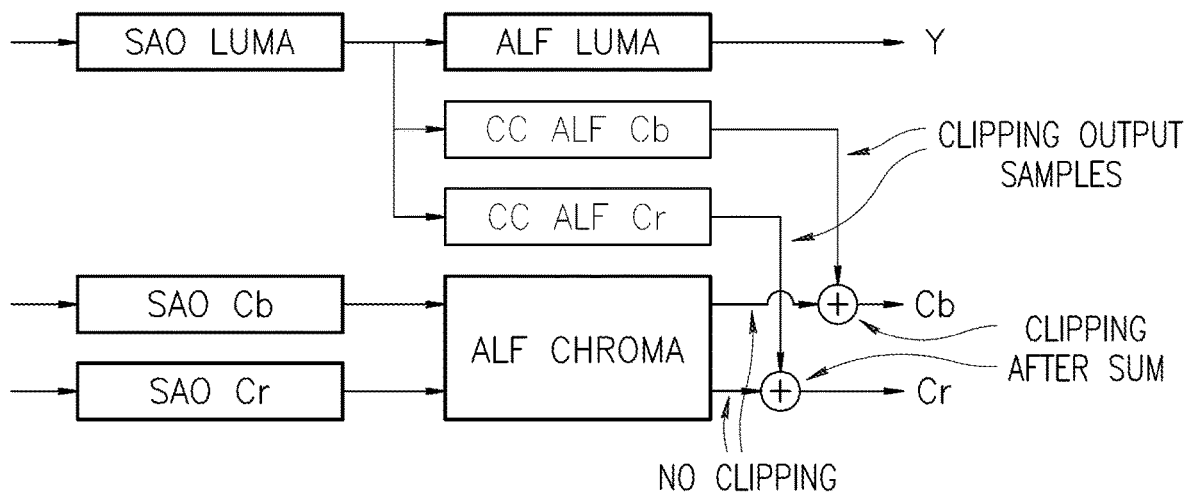 SAO LUMA
ALF LUMA
Y
CC ALF Cb
CLIPPING OUTPUT
SAMPLES
CC ALF Cr
SAO Cb
ALF CHROMA
+
Cb
CLIPPING
AFTER SUM
SAO Cr
+
Cr
NO CLIPPING